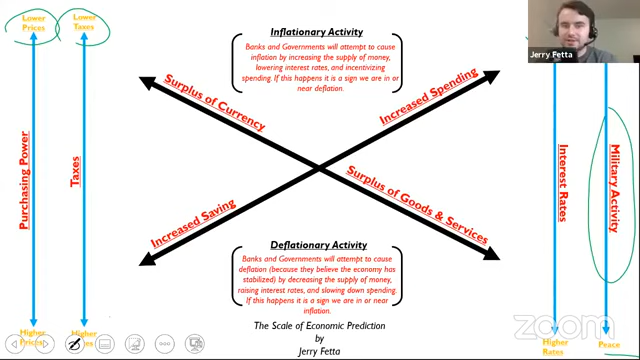 Lower
Prices
Lower
Taxes
Inflationary Activity
Banks and Governments will attempt to cause
inflation by increasing the supply of money,
lowering interest rates, and incentivizing
spending. If this happens it is a sign we are in or
near deflation.
Jerry Fetta
Surplus of Currency
Increased Spending
Purchasing Power
Taxes
Interest Rates
Military Activity
Increased Saving
Surplus of Goods & Services
Deflationary Activity
Banks and Governments will attempt to cause
deflation (because they believe the economy has
stabilized) by decreasing the supply of money,
raising interest rates, and slowing down spending.
If this happens it is a sign we are in or near
inflation.
The Scale of Economic Prediction
by
Jerry Fetta
Higher
Prices
Higher
Higher
Rates
Peace
zoom